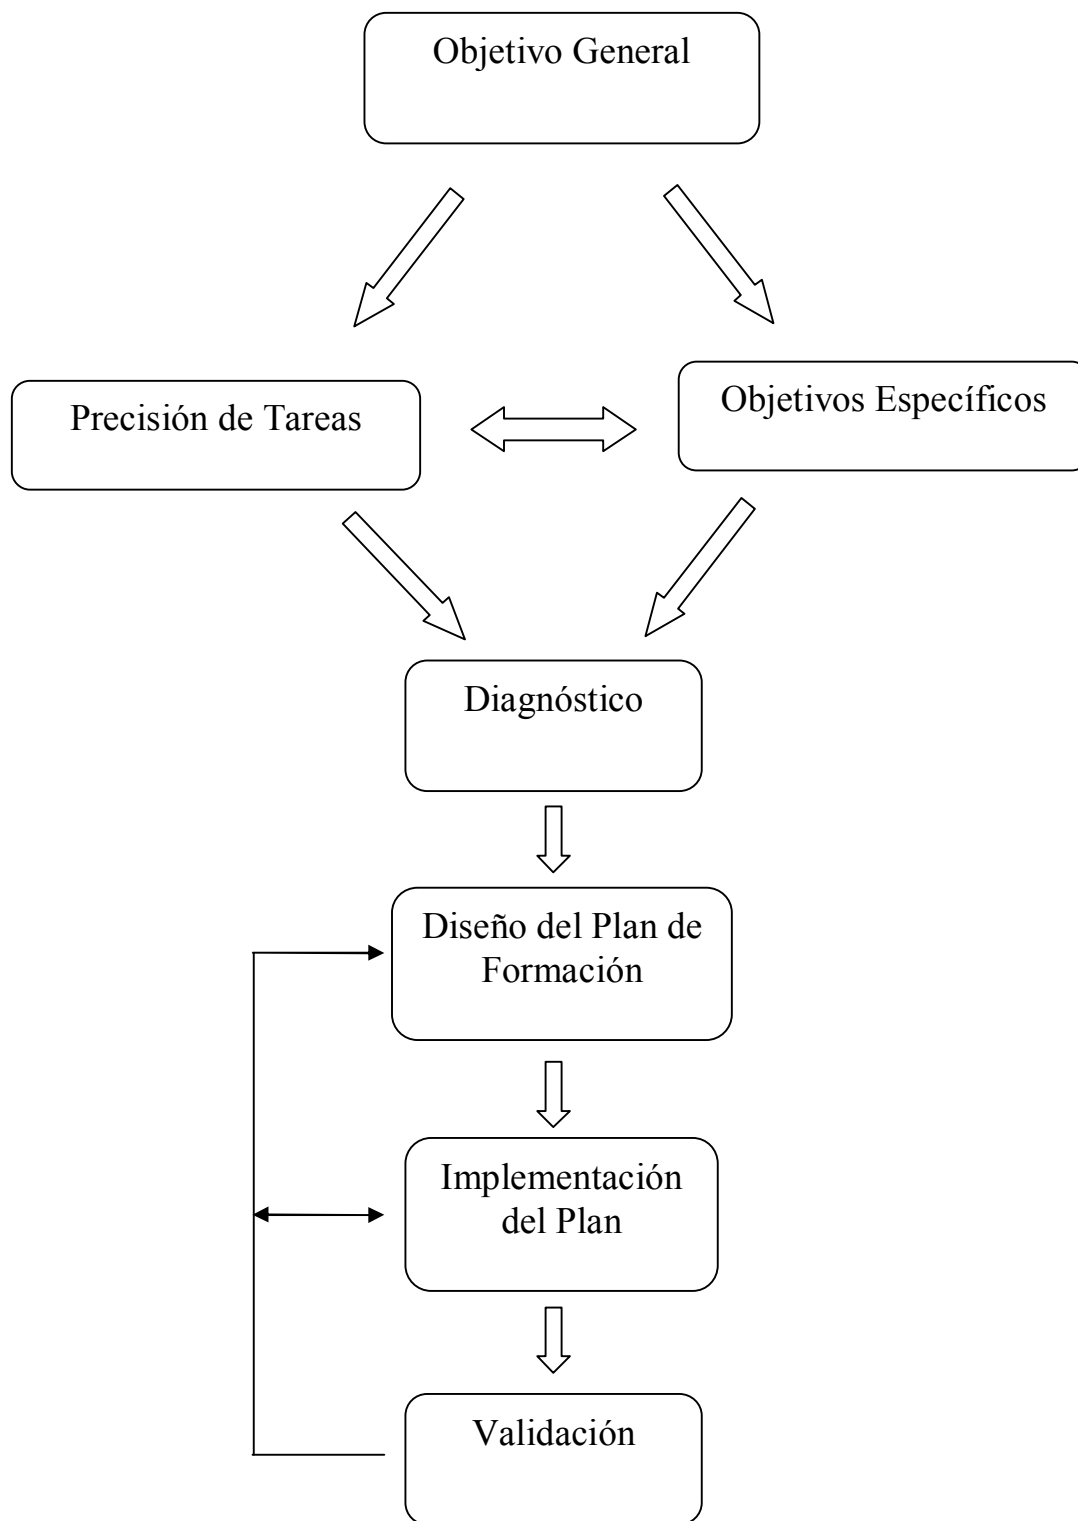 Objetivo General
Precisión de Tareas
Objetivos Específicos
Diagnóstico
Diseño del Plan de
Formación
Implementación
del Plan
Validación